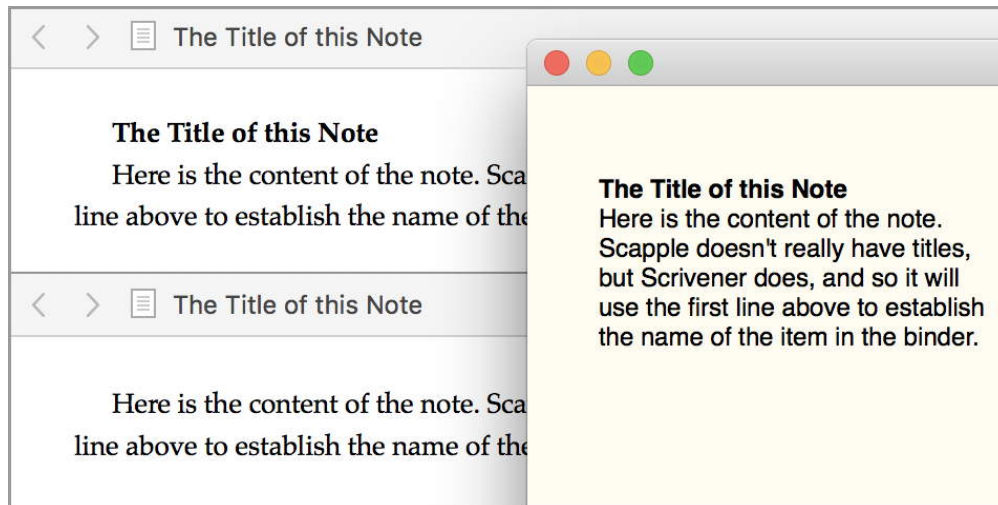 The Title of this Note
The Title of this Note
Here is the content of the note. Sca
line above to establish the name of the
The Title of this Note
Here is the content of the note. Sca
line above to establish the name of the
The Title of this Note
Here is the content of the note.
Scapple doesn't really have titles,
but Scrivener does, and so it will
use the first line above to establish
the name of the item in the binder.